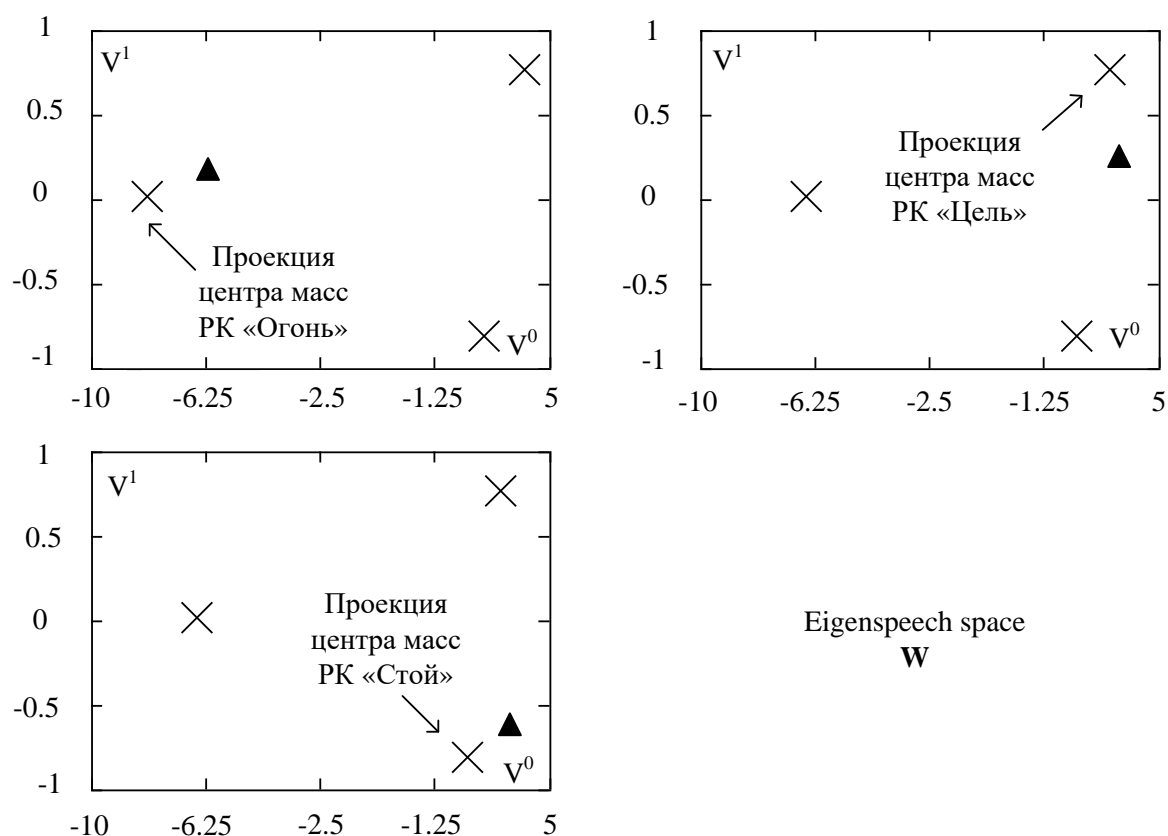 1
V¹
0.5
0
-0.5
-1
Проекция
центра масс
РК «Огонь»
V⁰
-10 -6.25 -2.5 -1.25 5
1
V¹
0.5
0
-0.5
-1
Проекция
центра масс
РК «Цель»
V⁰
-10 -6.25 -2.5 -1.25 5
1
V¹
0.5
0
-0.5
-1
Проекция
центра масс
РК «Стой»
V⁰
-10 -6.25 -2.5 -1.25 5
Eigenspeech space
W